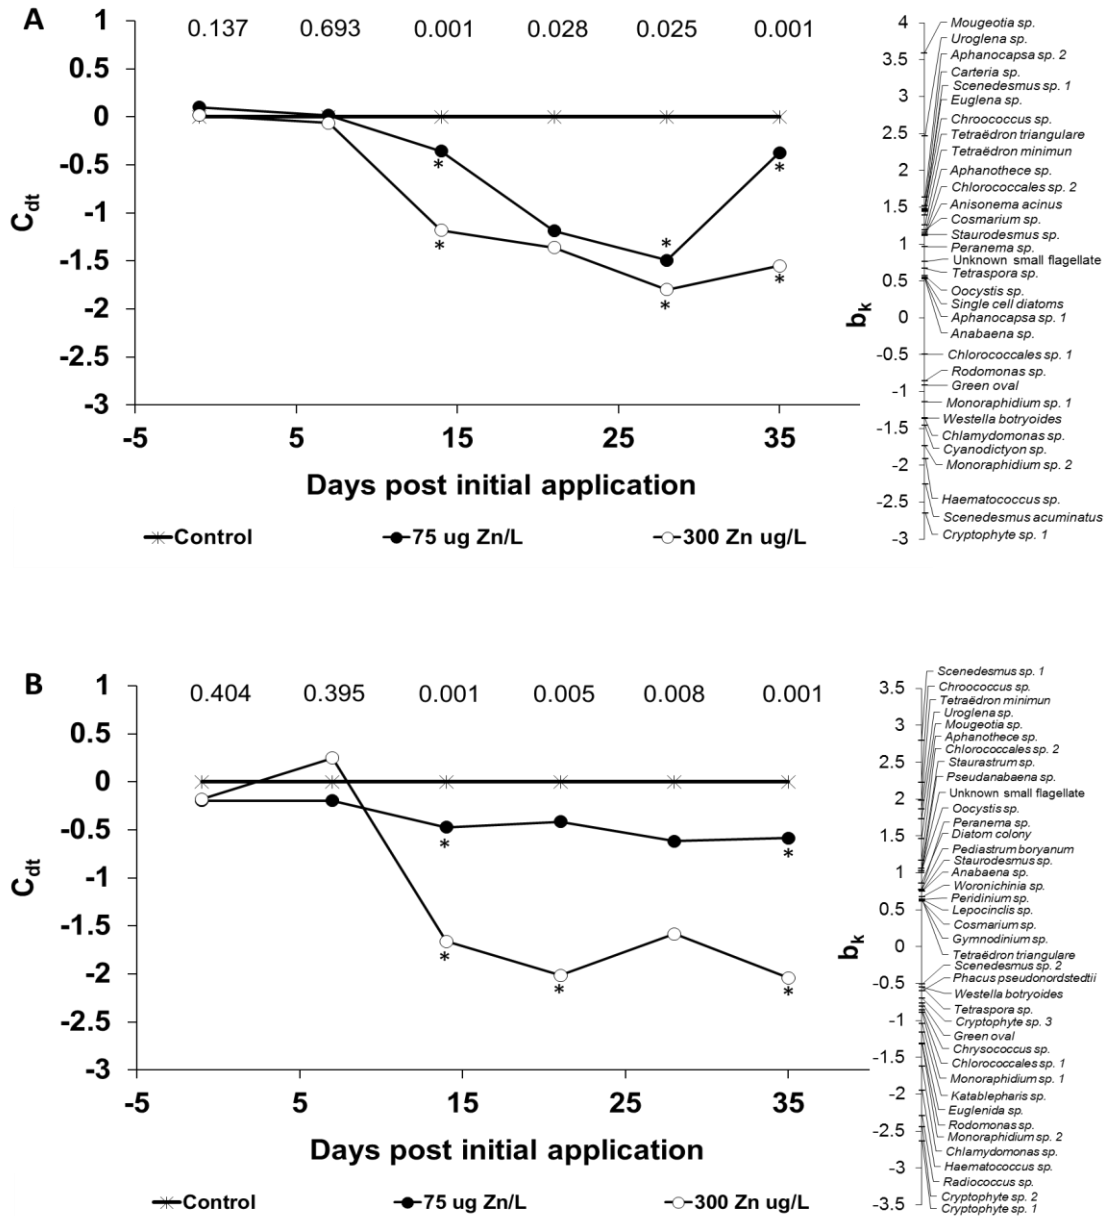 A
0.137 0.693 0.001 0.028 0.025 0.001
1
0.5
0
-0.5
-1
-1.5
-2
-2.5
-3
C_dt
* * * * * *
-5 5 15 25 35
Days post initial application
Control 75 ug Zn/L 300 Zn ug/L
4
3.5
3
2.5
2
1.5
1
0.5
0
-0.5
-1
-1.5
-2
-2.5
-3
b_k
Mougeotia sp.
Uroglena sp.
Aphanocapsa sp. 2
Carteria sp.
Scenedesmus sp. 1
Euglena sp.
Chroococcus sp.
Tetraëdron triangulare
Tetraëdron minimun
Aphanothece sp.
Chlorococcales sp. 2
Anisonema acinus
Cosmarium sp.
Staurodesmus sp.
Peranema sp.
Unknown small flagellate
Tetraspora sp.
Oocystis sp.
Single cell diatoms
Aphanocapsa sp. 1
Anabaena sp.
Chlorococcales sp. 1
Rodomonas sp.
Green oval
Monoraphidium sp. 1
Westella botryoides
Chlamydomonas sp.
Cyanodictyon sp.
Monoraphidium sp. 2
Haematococcus sp.
Scenedesmus acuminatus
Cryptophyte sp. 1
B
0.404 0.395 0.001 0.005 0.008 0.001
1
0.5
0
-0.5
-1
-1.5
-2
-2.5
-3
C_dt
* * * * *
-5 5 15 25 35
Days post initial application
Control 75 ug Zn/L 300 Zn ug/L
3.5
3
2.5
2
1.5
1
0.5
0
-0.5
-1
-1.5
-2
-2.5
-3
-3.5
b_k
Scenedesmus sp. 1
Chroococcus sp.
Tetraëdron minimun
Uroglena sp.
Mougeotia sp.
Aphanothece sp.
Chlorococcales sp. 2
Staurastrum sp.
Pseudanabaena sp.
Unknown small flagellate
Oocystis sp.
Peranema sp.
Diatom colony
Pediastrum boryanum
Staurodesmus sp.
Anabaena sp.
Woronichinia sp.
Peridinium sp.
Lepocinclis sp.
Cosmarium sp.
Gymnodinium sp.
Tetraëdron triangulare
Scenedesmus sp. 2
Phacus pseudonordstedtii
Westella botryoides
Tetraspora sp.
Cryptophyte sp. 3
Green oval
Chrysococcus sp.
Chlorococcales sp. 1
Monoraphidium sp. 1
Katablepharis sp.
Euglenida sp.
Rodomonas sp.
Monoraphidium sp. 2
Chlamydomonas sp.
Haematococcus sp.
Radiococcus sp.
Cryptophyte sp. 2
Cryptophyte sp. 1